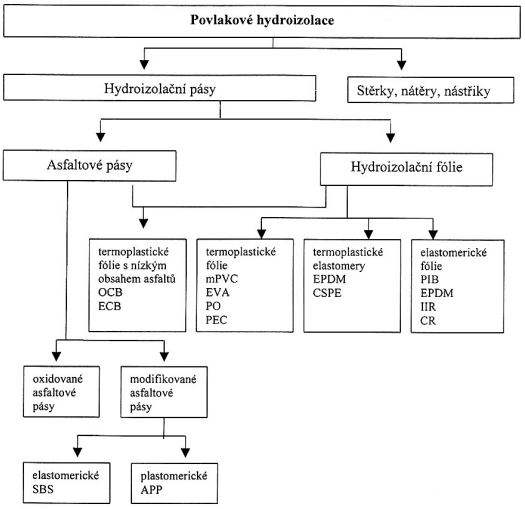 Povlakové hydroizolace
Hydroizolační pásy
Stěrky, nátěry, nástřiky
Asfaltové pásy
Hydroizolační fólie
termoplastické
fólie s nízkým
obsahem asfaltů
OCB
ECB
termoplastické
fólie
mPVC
EVA
PO
PEC
termoplastické
elastomery
EPDM
CSPE
elastomerické
fólie
PIB
EPDM
IIR
CR
oxidované
asfaltové
pásy
modifikované
asfaltové
pásy
elastomerické
SBS
plastomerické
APP